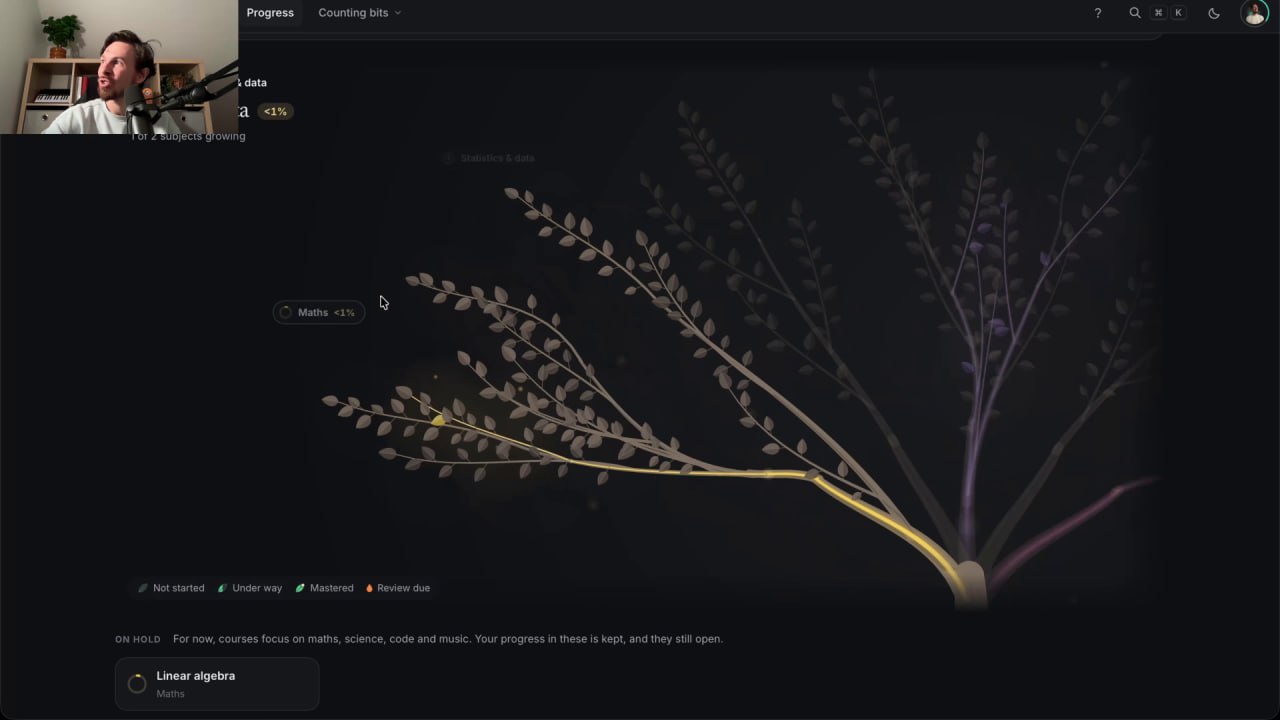 Progress
Counting bits
?
⌘ K
& data
<1%
1 of 2 subjects growing
Statistics & data
Maths <1%
Not started
Under way
Mastered
Review due
ON HOLD For now, courses focus on maths, science, code and music. Your progress in these is kept, and they still open.
Linear algebra
Maths